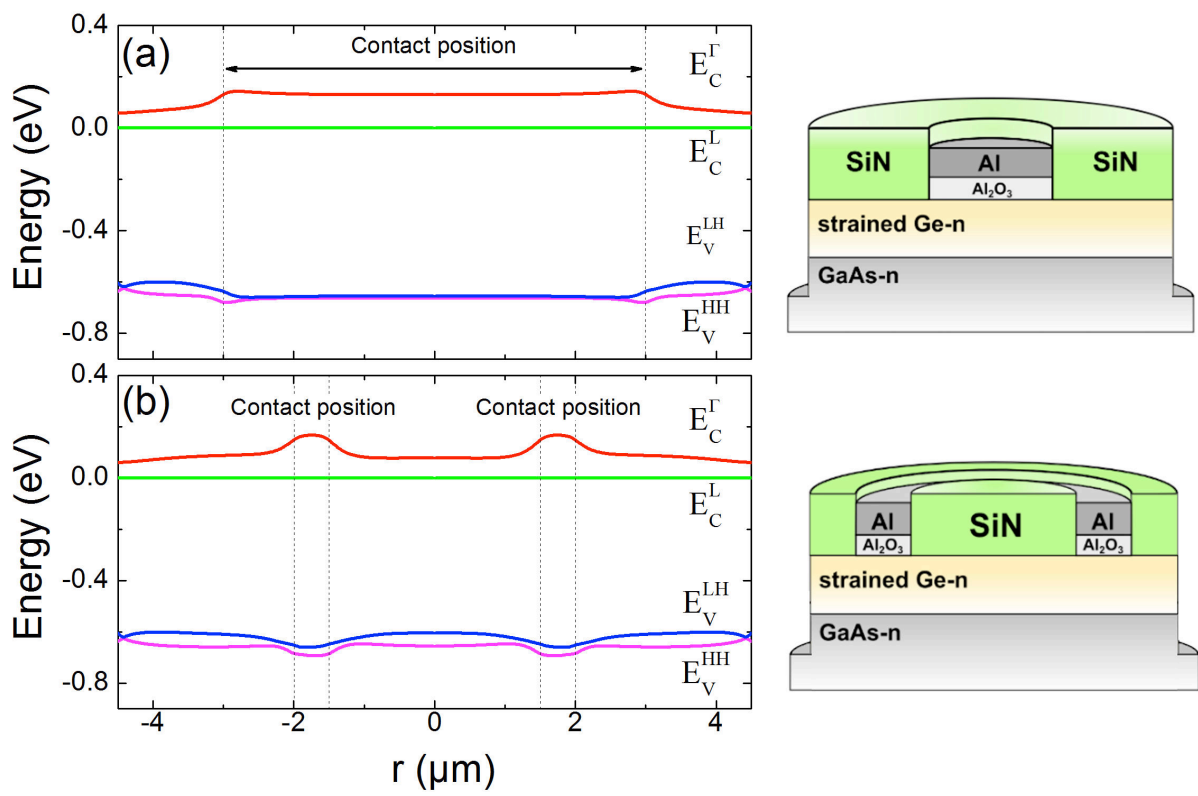 (a)
Contact position
E_C^Γ
E_C^L
E_V^LH
E_V^HH
0.4
0.0
-0.4
-0.8
Energy (eV)
SiN
Al
SiN
Al₂O₃
strained Ge-n
GaAs-n
(b)
Contact position
Contact position
E_C^Γ
E_C^L
E_V^LH
E_V^HH
0.4
0.0
-0.4
-0.8
Energy (eV)
-4
-2
0
2
4
r (μm)
Al
SiN
Al
Al₂O₃
Al₂O₃
strained Ge-n
GaAs-n